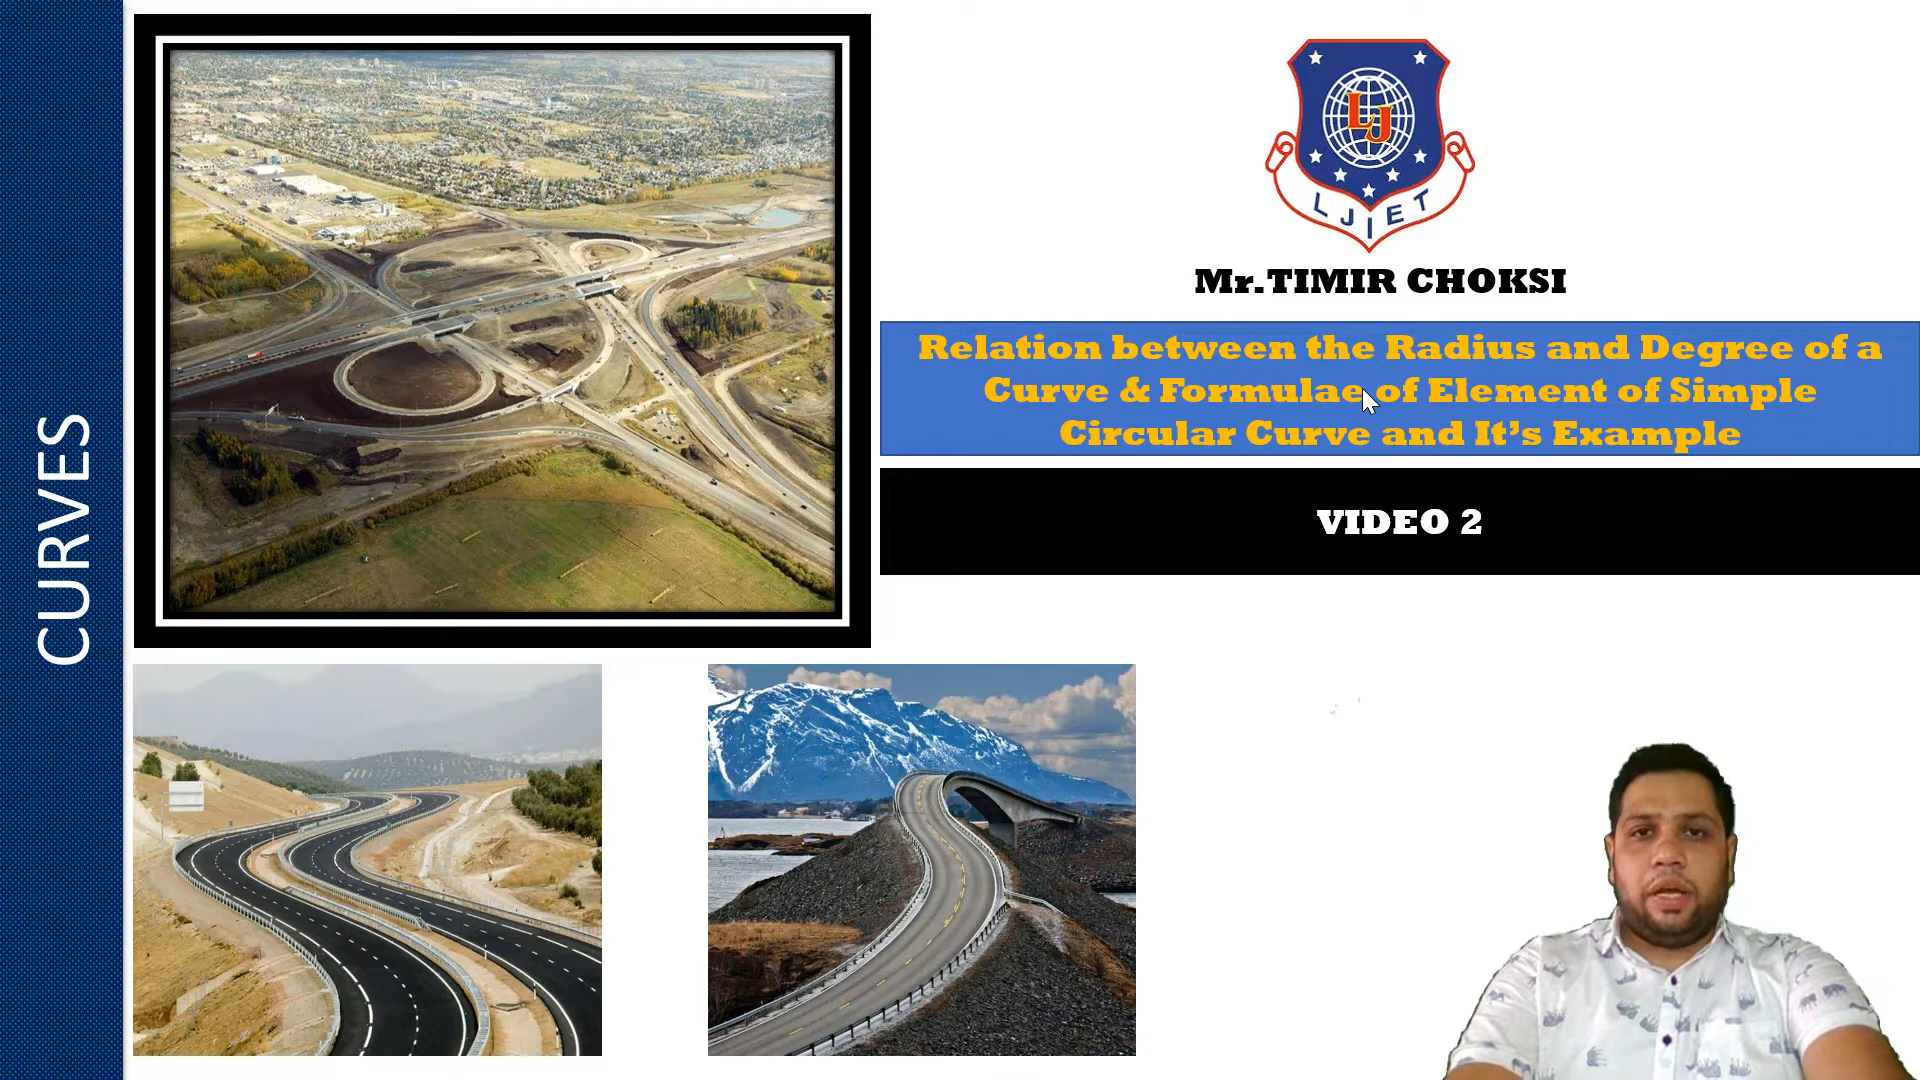 CURVES
LJ
LJIET
Mr.TIMIR CHOKSI
Relation between the Radius and Degree of a
Curve & Formulae of Element of Simple
Circular Curve and It’s Example
VIDEO 2